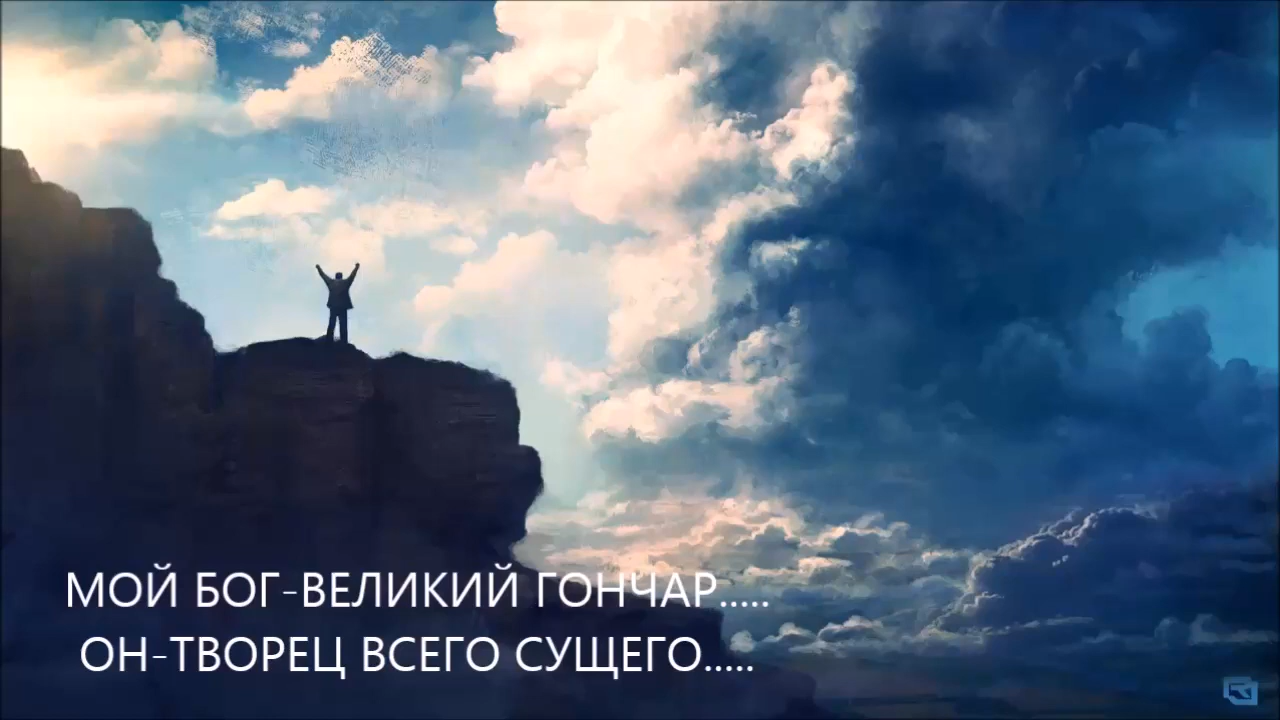 МОЙ БОГ-ВЕЛИКИЙ ГОНЧАР.....
ОН-ТВОРЕЦ ВСЕГО СУЩЕГО.....